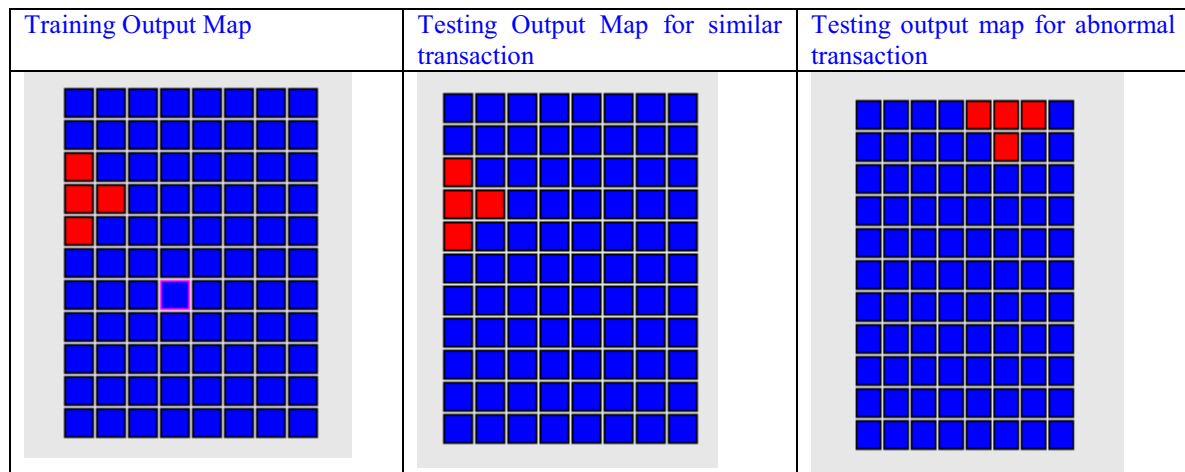 Training Output Map
Testing Output Map for similar
transaction
Testing output map for abnormal
transaction